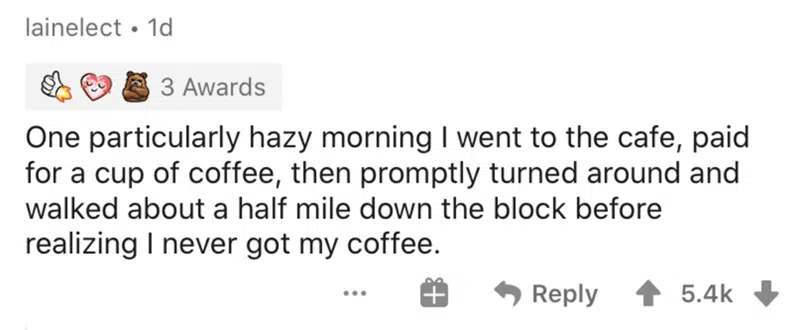 lainelect • 1d
3 Awards
One particularly hazy morning I went to the cafe, paid
for a cup of coffee, then promptly turned around and
walked about a half mile down the block before
realizing I never got my coffee.
... Reply 5.4k